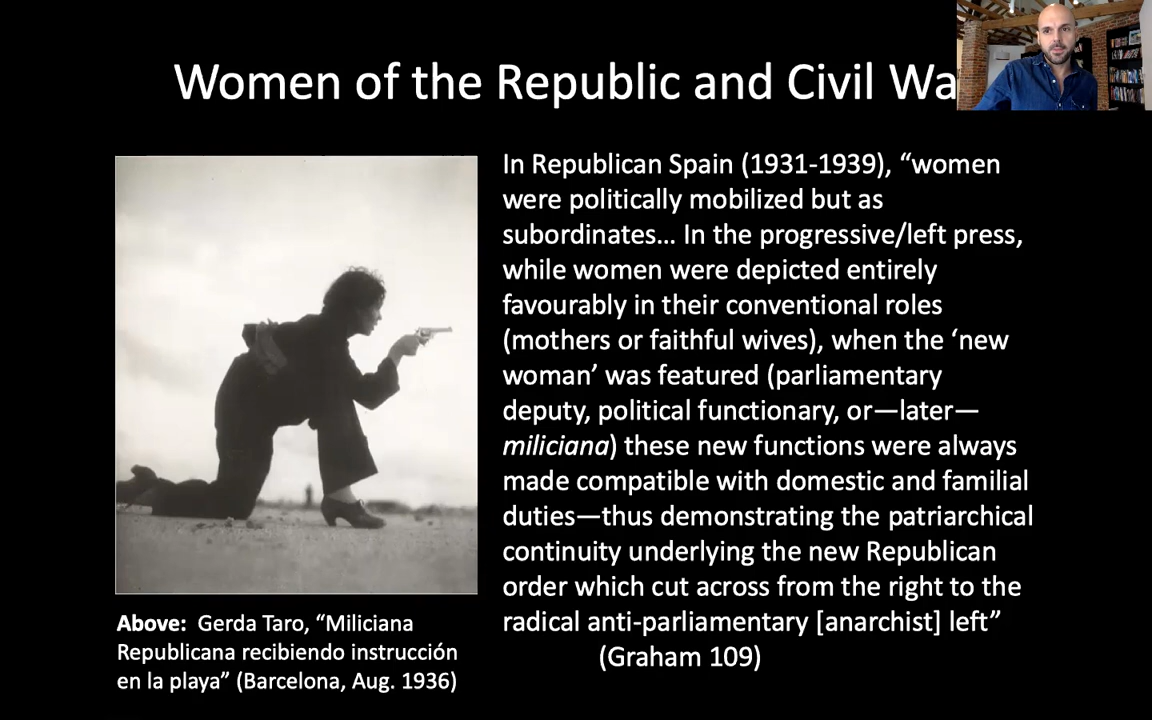 Women of the Republic and Civil Wa
In Republican Spain (1931-1939), “women
were politically mobilized but as
subordinates… In the progressive/left press,
while women were depicted entirely
favourably in their conventional roles
(mothers or faithful wives), when the ‘new
woman’ was featured (parliamentary
deputy, political functionary, or—later—
miliciana) these new functions were always
made compatible with domestic and familial
duties—thus demonstrating the patriarchical
continuity underlying the new Republican
order which cut across from the right to the
radical anti-parliamentary [anarchist] left”
(Graham 109)
Above: Gerda Taro, “Miliciana
Republicana recibiendo instrucción
en la playa” (Barcelona, Aug. 1936)